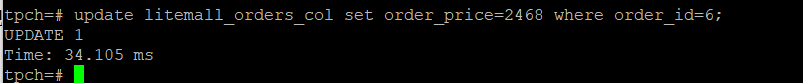 tpch=# update litemall_orders_col set order_price=2468 where order_id=6;
UPDATE 1
Time: 34.105 ms
tpch=#